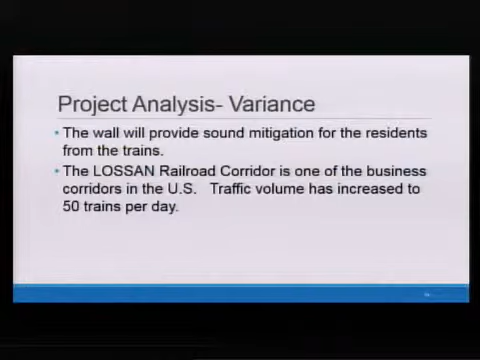 Project Analysis- Variance
• The wall will provide sound mitigation for the residents
from the trains.
• The LOSSAN Railroad Corridor is one of the business
corridors in the U.S. Traffic volume has increased to
50 trains per day.